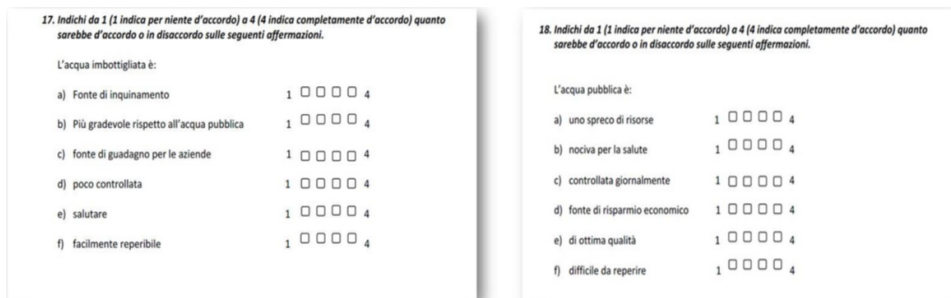 17. Indichi da 1 (1 indica per niente d'accordo) a 4 (4 indica completamente d'accordo) quanto
sarebbe d'accordo o in disaccordo sulle seguenti affermazioni.
L'acqua imbottigliata è:
a) Fonte di inquinamento 1 □ □ □ □ 4
b) Più gradevole rispetto all'acqua pubblica 1 □ □ □ □ 4
c) fonte di guadagno per le aziende 1 □ □ □ □ 4
d) poco controllata 1 □ □ □ □ 4
e) salutare 1 □ □ □ □ 4
f) facilmente reperibile 1 □ □ □ □ 4
18. Indichi da 1 (1 indica per niente d'accordo) a 4 (4 indica completamente d'accordo) quanto
sarebbe d'accordo o in disaccordo sulle seguenti affermazioni.
L'acqua pubblica è:
a) uno spreco di risorse 1 □ □ □ □ 4
b) nociva per la salute 1 □ □ □ □ 4
c) controllata giornalmente 1 □ □ □ □ 4
d) fonte di risparmio economico 1 □ □ □ □ 4
e) di ottima qualità 1 □ □ □ □ 4
f) difficile da reperire 1 □ □ □ □ 4